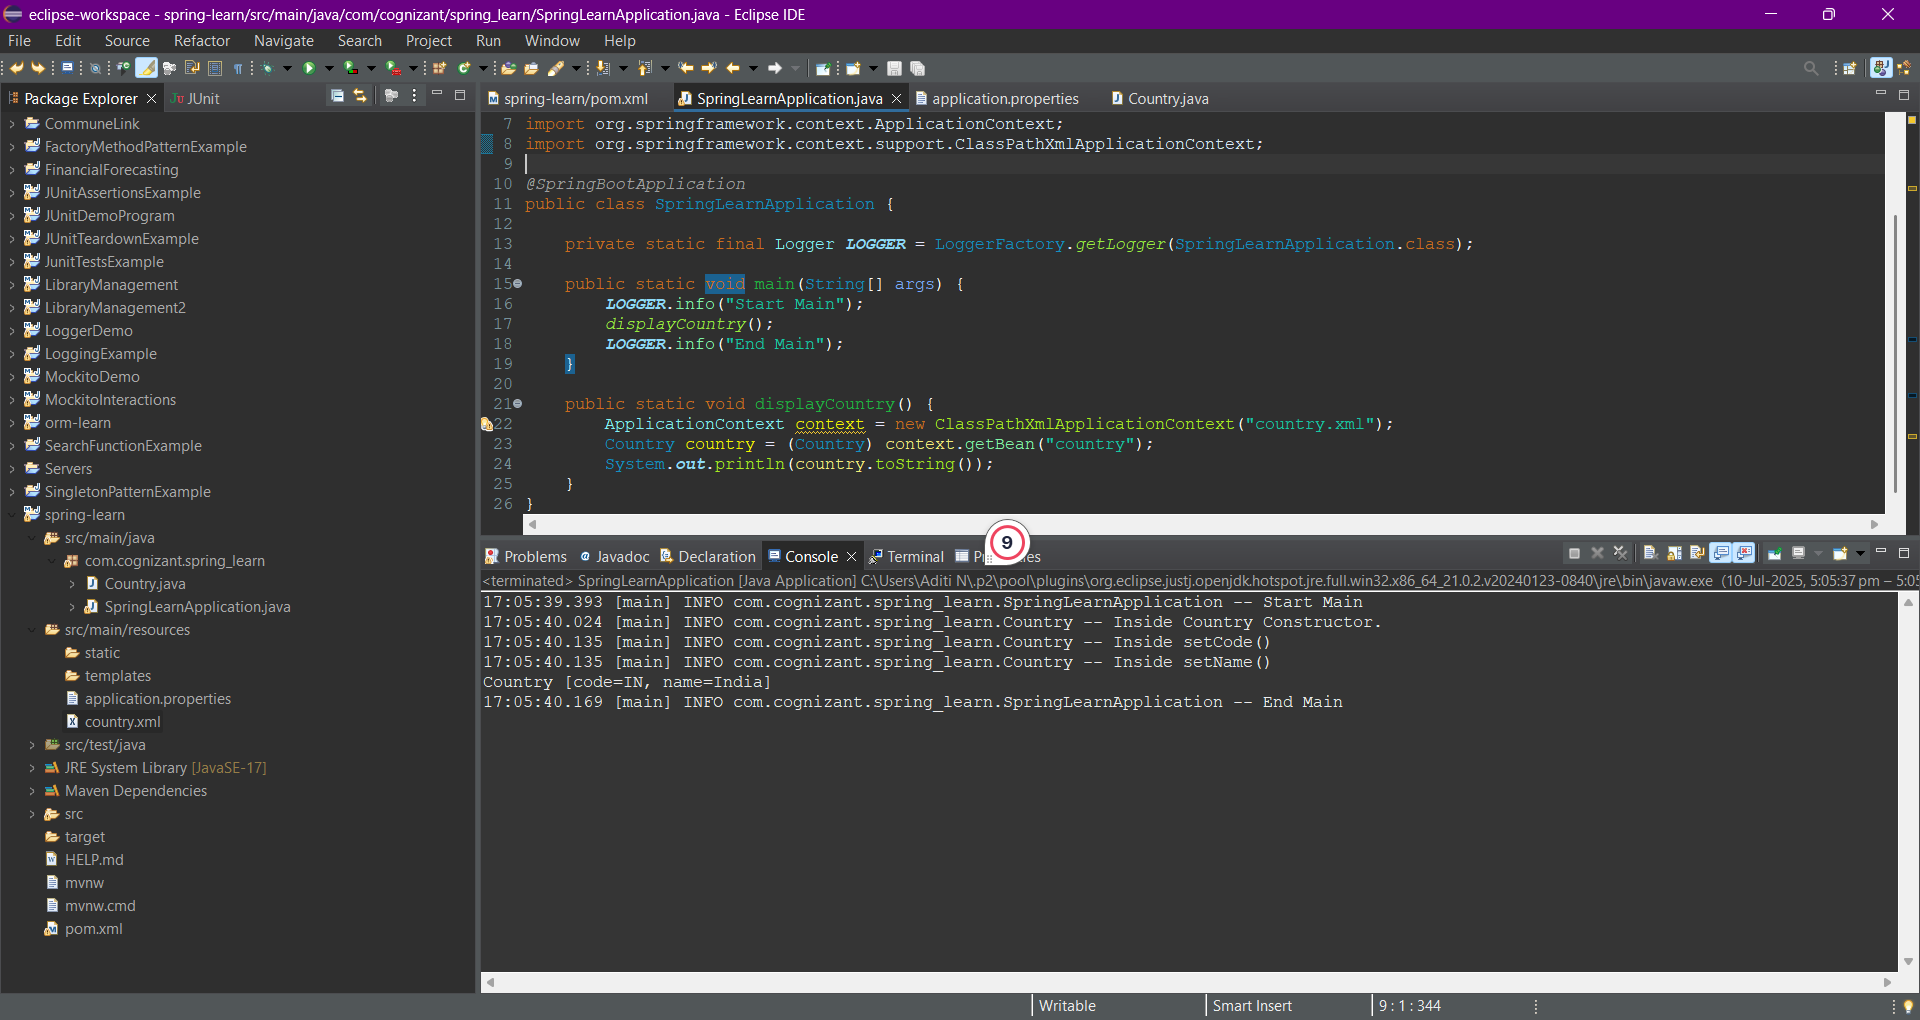 eclipse-workspace - spring-learn/src/main/java/com/cognizant/spring_learn/SpringLearnApplication.java - Eclipse IDE
File Edit Source Refactor Navigate Search Project Run Window Help
Package Explorer
JUnit
CommuneLink
FactoryMethodPatternExample
FinancialForecasting
JUnitAssertionsExample
JUnitDemoProgram
JUnitTeardownExample
JunitTestsExample
LibraryManagement
LibraryManagement2
LoggerDemo
LoggingExample
MockitoDemo
MockitoInteractions
orm-learn
SearchFunctionExample
Servers
SingletonPatternExample
spring-learn
src/main/java
com.cognizant.spring_learn
Country.java
SpringLearnApplication.java
src/main/resources
static
templates
application.properties
country.xml
src/test/java
JRE System Library [JavaSE-17]
Maven Dependencies
src
target
HELP.md
mvnw
mvnw.cmd
pom.xml
spring-learn/pom.xml SpringLearnApplication.java application.properties Country.java
7 import org.springframework.context.ApplicationContext;
8 import org.springframework.context.support.ClassPathXmlApplicationContext;
9
10 @SpringBootApplication
11 public class SpringLearnApplication {
12
13 private static final Logger LOGGER = LoggerFactory.getLogger(SpringLearnApplication.class);
14
15 public static void main(String[] args) {
16 LOGGER.info("Start Main");
17 displayCountry();
18 LOGGER.info("End Main");
19 }
20
21 public static void displayCountry() {
22 ApplicationContext context = new ClassPathXmlApplicationContext("country.xml");
23 Country country = (Country) context.getBean("country");
24 System.out.println(country.toString());
25 }
26 }
9
Problems Javadoc Declaration Console Terminal
<terminated> SpringLearnApplication [Java Application] C:\Users\Aditi N\.p2\pool\plugins\org.eclipse.justj.openjdk.hotspot.jre.full.win32.x86_64_21.0.2.v20240123-0840\jre\bin\javaw.exe (10-Jul-2025, 5:05:37 pm – 5:05
17:05:39.393 [main] INFO com.cognizant.spring_learn.SpringLearnApplication -- Start Main
17:05:40.024 [main] INFO com.cognizant.spring_learn.Country -- Inside Country Constructor.
17:05:40.135 [main] INFO com.cognizant.spring_learn.Country -- Inside setCode()
17:05:40.135 [main] INFO com.cognizant.spring_learn.Country -- Inside setName()
Country [code=IN, name=India]
17:05:40.169 [main] INFO com.cognizant.spring_learn.SpringLearnApplication -- End Main
Writable Smart Insert 9 : 1 : 344